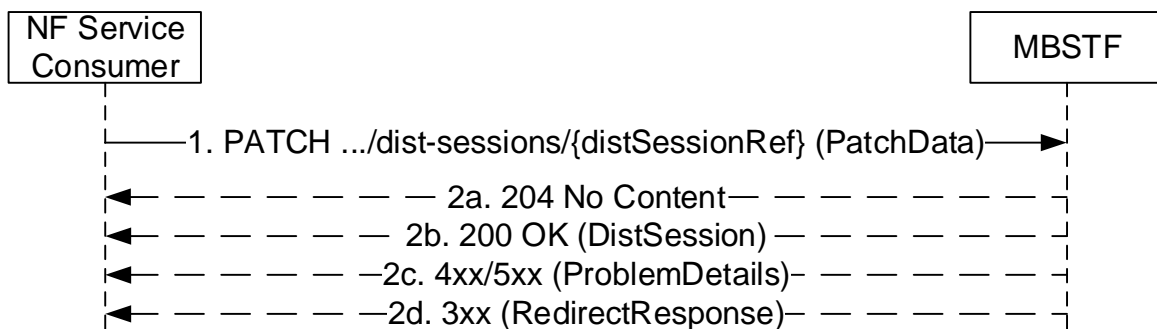 NF Service
Consumer
MBSTF
1. PATCH .../dist-sessions/{distSessionRef} (PatchData)
2a. 204 No Content
2b. 200 OK (DistSession)
2c. 4xx/5xx (ProblemDetails)
2d. 3xx (RedirectResponse)